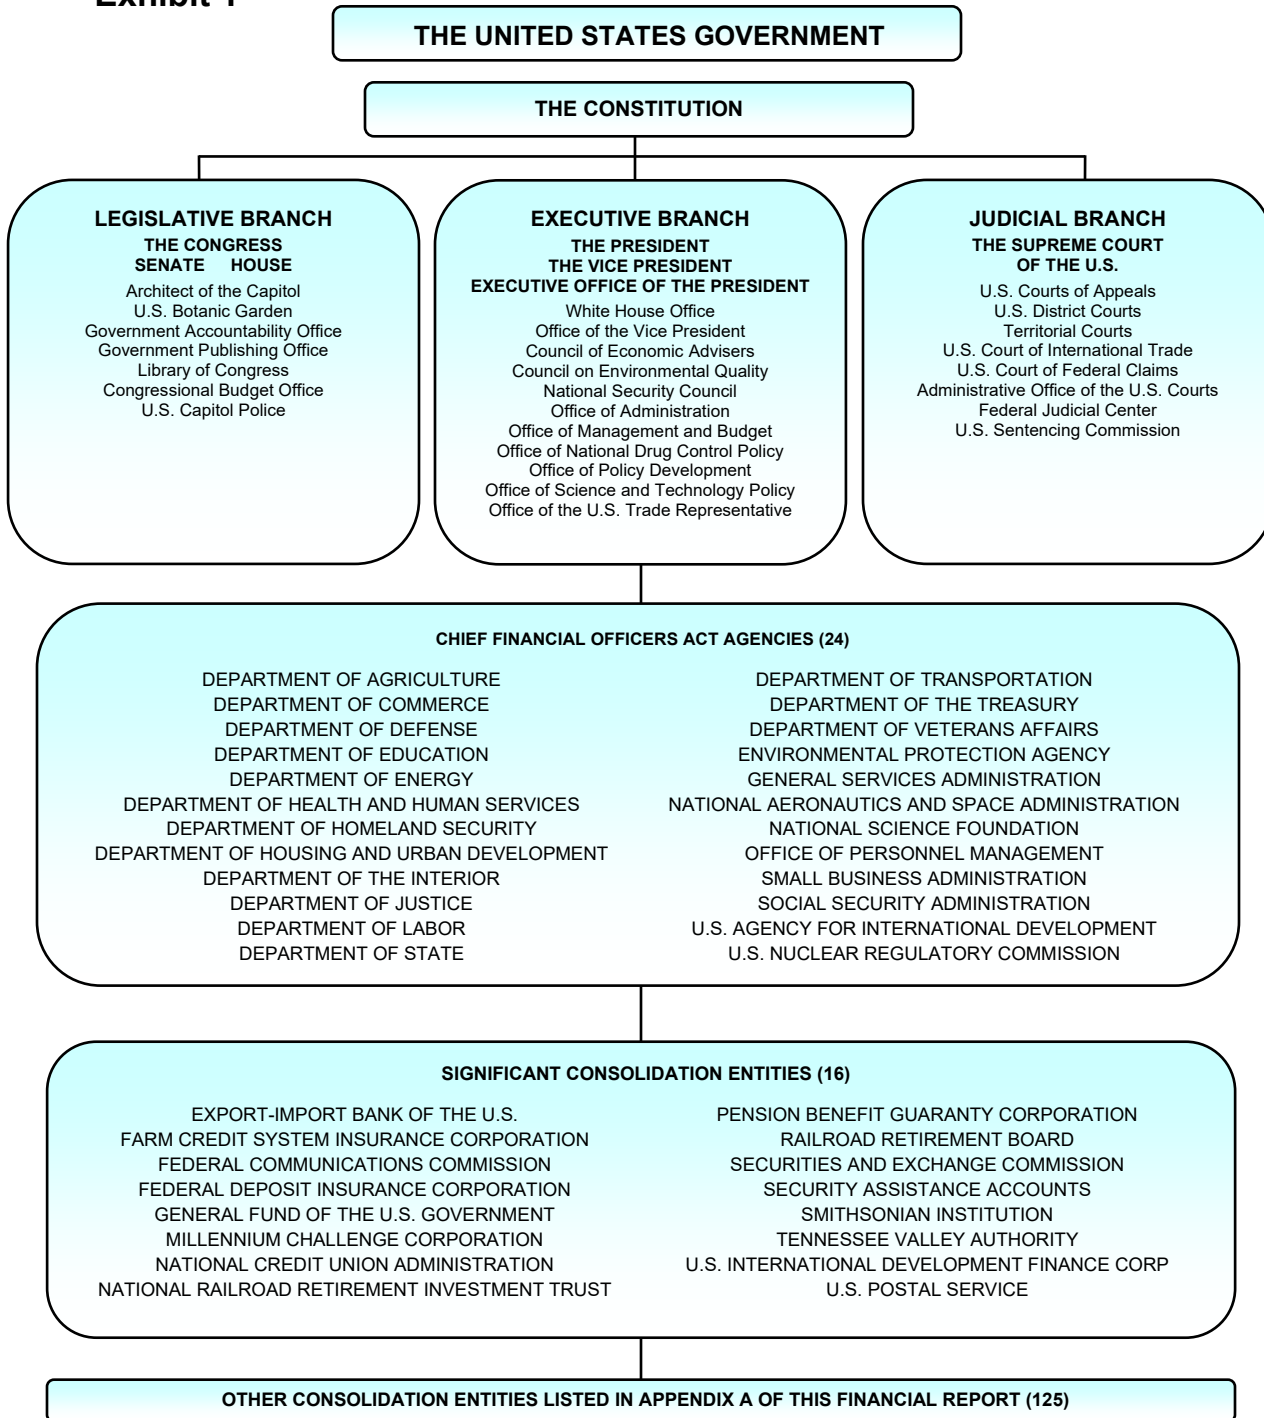 Exhibit 1
THE UNITED STATES GOVERNMENT
THE CONSTITUTION
LEGISLATIVE BRANCH
THE CONGRESS
SENATE HOUSE
Architect of the Capitol
U.S. Botanic Garden
Government Accountability Office
Government Publishing Office
Library of Congress
Congressional Budget Office
U.S. Capitol Police
EXECUTIVE BRANCH
THE PRESIDENT
THE VICE PRESIDENT
EXECUTIVE OFFICE OF THE PRESIDENT
White House Office
Office of the Vice President
Council of Economic Advisers
Council on Environmental Quality
National Security Council
Office of Administration
Office of Management and Budget
Office of National Drug Control Policy
Office of Policy Development
Office of Science and Technology Policy
Office of the U.S. Trade Representative
JUDICIAL BRANCH
THE SUPREME COURT
OF THE U.S.
U.S. Courts of Appeals
U.S. District Courts
Territorial Courts
U.S. Court of International Trade
U.S. Court of Federal Claims
Administrative Office of the U.S. Courts
Federal Judicial Center
U.S. Sentencing Commission
CHIEF FINANCIAL OFFICERS ACT AGENCIES (24)
DEPARTMENT OF AGRICULTURE
DEPARTMENT OF COMMERCE
DEPARTMENT OF DEFENSE
DEPARTMENT OF EDUCATION
DEPARTMENT OF ENERGY
DEPARTMENT OF HEALTH AND HUMAN SERVICES
DEPARTMENT OF HOMELAND SECURITY
DEPARTMENT OF HOUSING AND URBAN DEVELOPMENT
DEPARTMENT OF THE INTERIOR
DEPARTMENT OF JUSTICE
DEPARTMENT OF LABOR
DEPARTMENT OF STATE
DEPARTMENT OF TRANSPORTATION
DEPARTMENT OF THE TREASURY
DEPARTMENT OF VETERANS AFFAIRS
ENVIRONMENTAL PROTECTION AGENCY
GENERAL SERVICES ADMINISTRATION
NATIONAL AERONAUTICS AND SPACE ADMINISTRATION
NATIONAL SCIENCE FOUNDATION
OFFICE OF PERSONNEL MANAGEMENT
SMALL BUSINESS ADMINISTRATION
SOCIAL SECURITY ADMINISTRATION
U.S. AGENCY FOR INTERNATIONAL DEVELOPMENT
U.S. NUCLEAR REGULATORY COMMISSION
SIGNIFICANT CONSOLIDATION ENTITIES (16)
EXPORT-IMPORT BANK OF THE U.S.
FARM CREDIT SYSTEM INSURANCE CORPORATION
FEDERAL COMMUNICATIONS COMMISSION
FEDERAL DEPOSIT INSURANCE CORPORATION
GENERAL FUND OF THE U.S. GOVERNMENT
MILLENNIUM CHALLENGE CORPORATION
NATIONAL CREDIT UNION ADMINISTRATION
NATIONAL RAILROAD RETIREMENT INVESTMENT TRUST
PENSION BENEFIT GUARANTY CORPORATION
RAILROAD RETIREMENT BOARD
SECURITIES AND EXCHANGE COMMISSION
SECURITY ASSISTANCE ACCOUNTS
SMITHSONIAN INSTITUTION
TENNESSEE VALLEY AUTHORITY
U.S. INTERNATIONAL DEVELOPMENT FINANCE CORP
U.S. POSTAL SERVICE
OTHER CONSOLIDATION ENTITIES LISTED IN APPENDIX A OF THIS FINANCIAL REPORT (125)